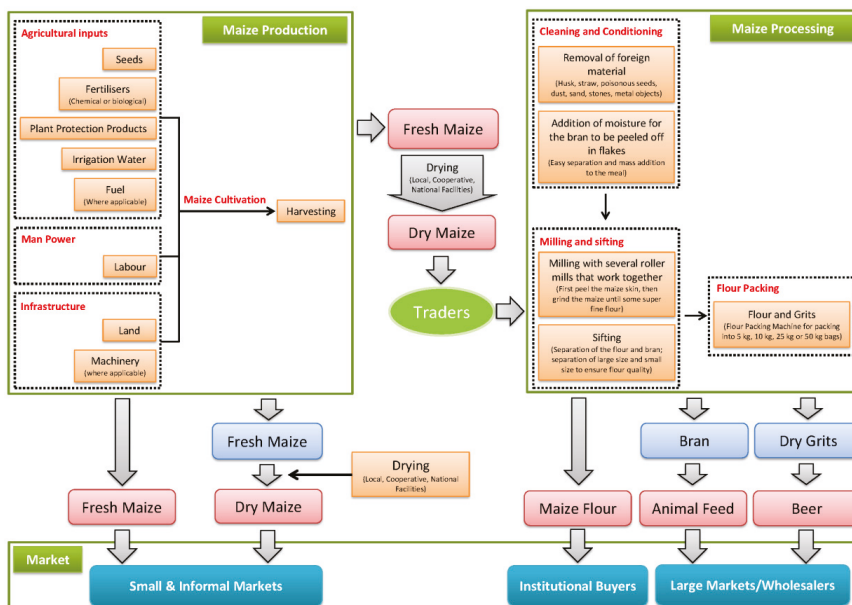 Maize Production
Agricultural inputs
Seeds
Fertilisers
(Chemical or biological)
Plant Protection Products
Irrigation Water
Fuel
(Where applicable)
Maize Cultivation
Harvesting
Man Power
Labour
Infrastructure
Land
Machinery
(where applicable)
Fresh Maize
Drying
(Local, Cooperative,
National Facilities)
Dry Maize
Traders
Maize Processing
Cleaning and Conditioning
Removal of foreign
material
(Husk, straw, poisonous seeds,
dust, sand, stones, metal objects)
Addition of moisture for
the bran to be peeled off
in flakes
(Easy separation and mass addition
to the meal)
Milling and sifting
Milling with several roller
mills that work together
(First peel the maize skin, then
grind the maize until some super
fine flour)
Sifting
(Separation of the flour and bran;
separation of large size and small
size to ensure flour quality)
Flour Packing
Flour and Grits
(Flour Packing Machine for packing
into 5 kg, 10 kg, 25 kg or 50 kg bags)
Fresh Maize
Drying
(Local, Cooperative, National
Facilities)
Fresh Maize
Dry Maize
Bran
Dry Grits
Maize Flour
Animal Feed
Beer
Market
Small & Informal Markets
Institutional Buyers
Large Markets/Wholesalers